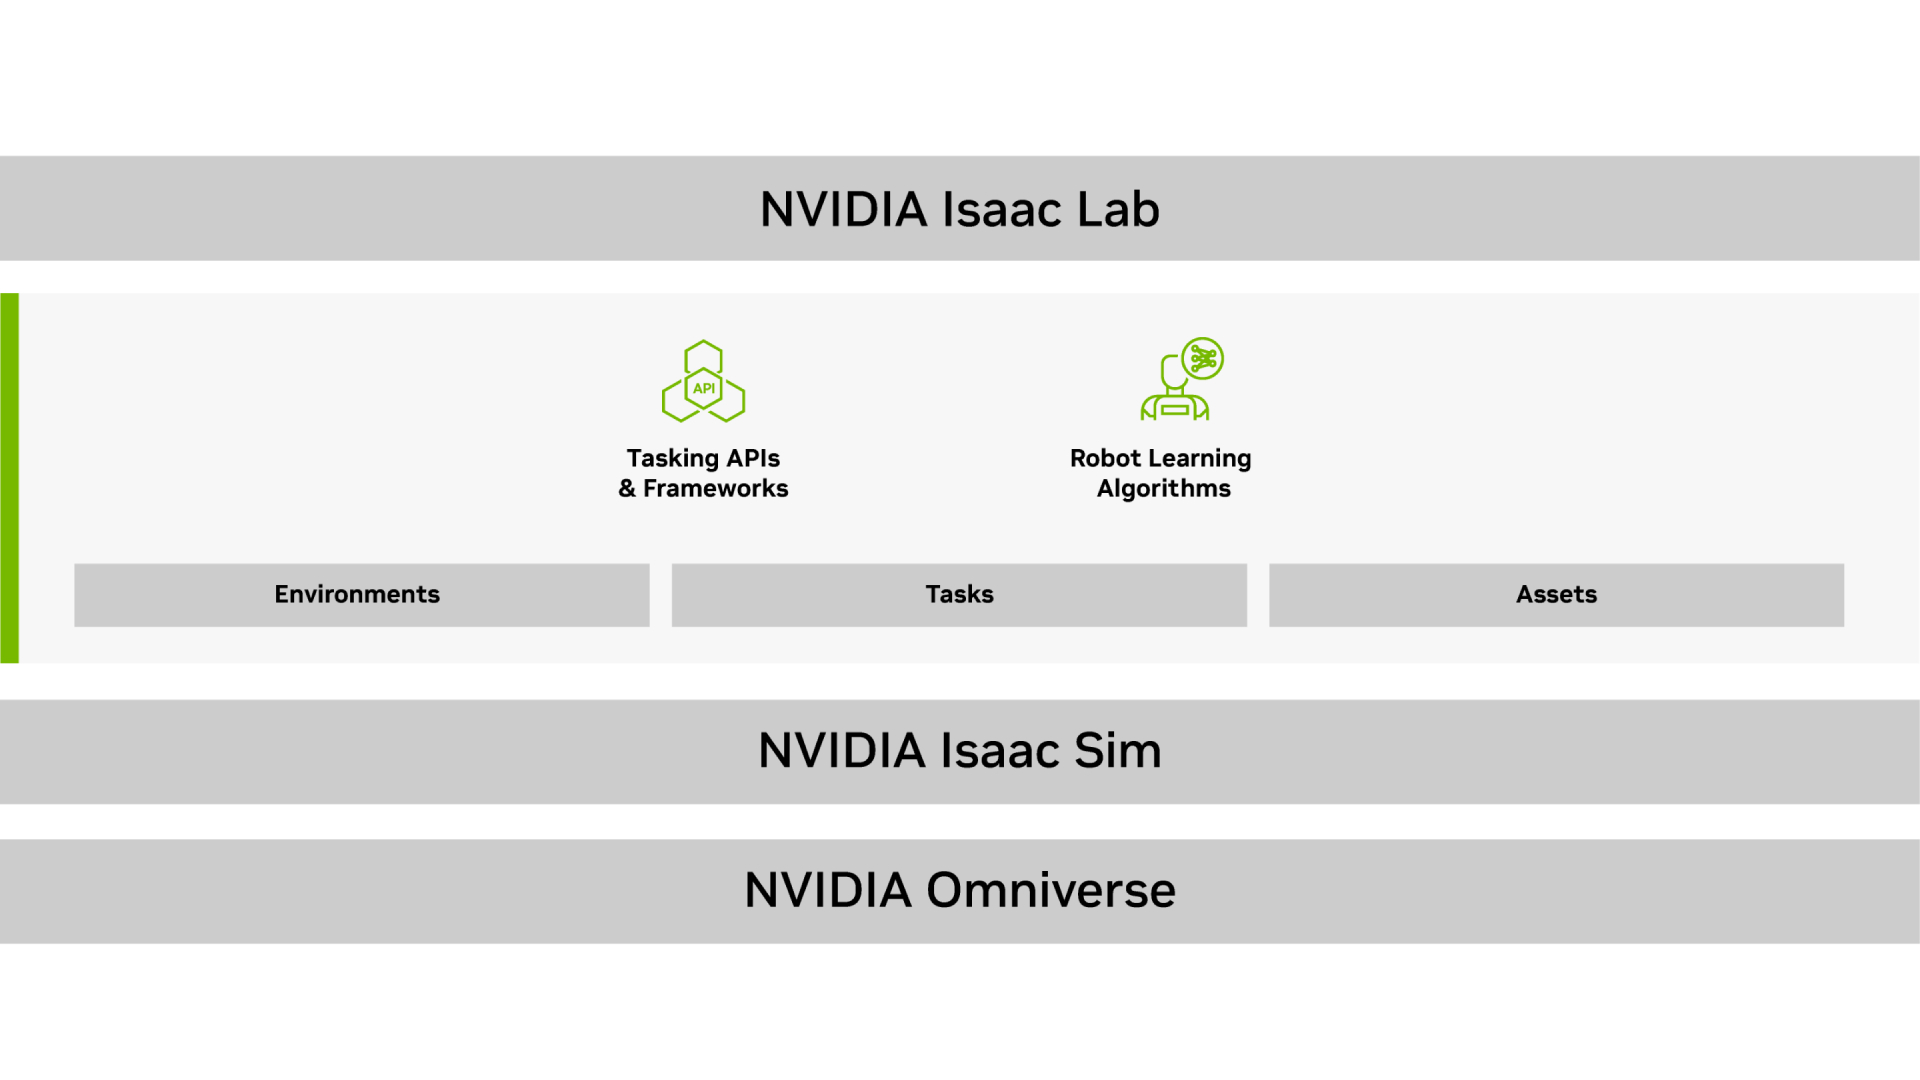 NVIDIA Isaac Lab
API
Tasking APIs
& Frameworks
Robot Learning
Algorithms
Environments
Tasks
Assets
NVIDIA Isaac Sim
NVIDIA Omniverse